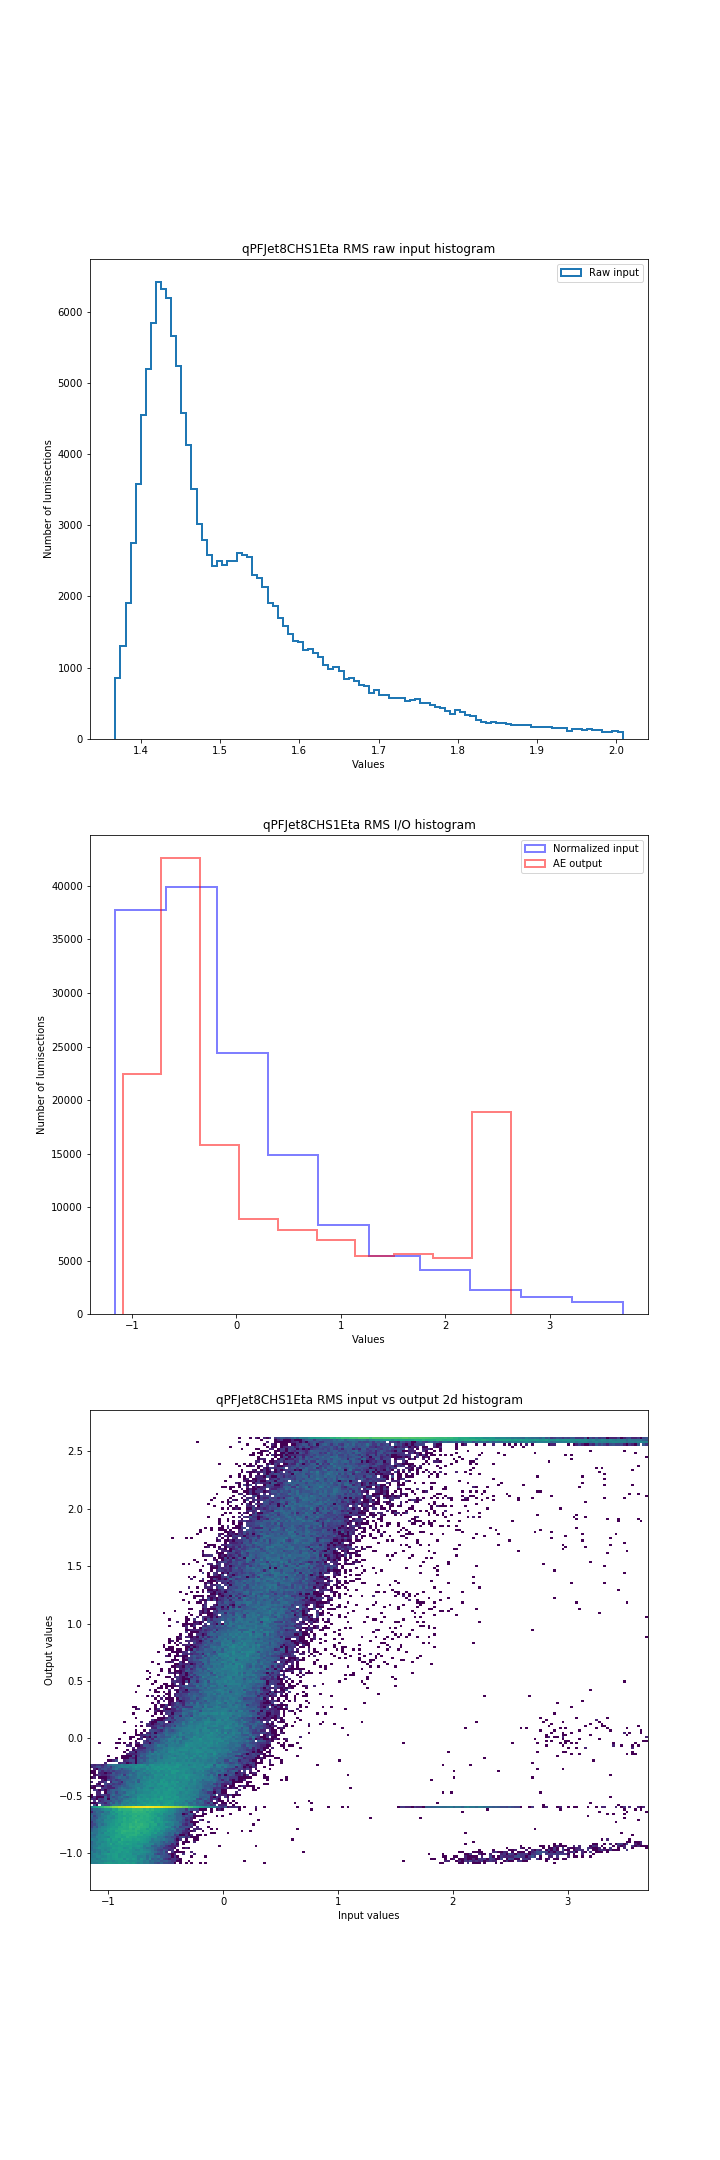 qPFJet8CHS1Eta RMS raw input histogram
Raw input
6000
5000
4000
3000
2000
1000
0
Number of lumisections
1.4 1.5 1.6 1.7 1.8 1.9 2.0
Values
qPFJet8CHS1Eta RMS I/O histogram
Normalized input
AE output
40000
35000
30000
25000
20000
15000
10000
5000
0
Number of lumisections
−1 0 1 2 3
Values
qPFJet8CHS1Eta RMS input vs output 2d histogram
2.5
2.0
1.5
1.0
0.5
0.0
−0.5
−1.0
Output values
−1 0 1 2 3
Input values